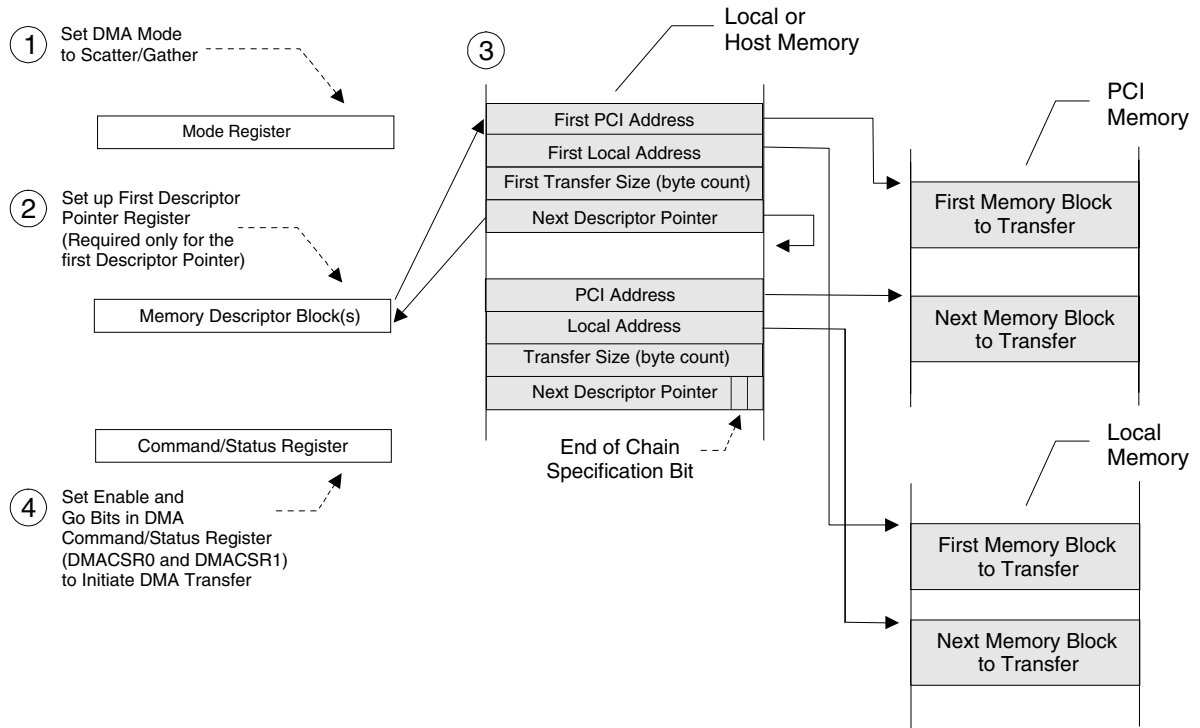 1
Set DMA Mode
to Scatter/Gather
Mode Register
2
Set up First Descriptor
Pointer Register
(Required only for the
first Descriptor Pointer)
Memory Descriptor Block(s)
Command/Status Register
4
Set Enable and
Go Bits in DMA
Command/Status Register
(DMACSR0 and DMACSR1)
to Initiate DMA Transfer
3
Local or
Host Memory
First PCI Address
First Local Address
First Transfer Size (byte count)
Next Descriptor Pointer
PCI Address
Local Address
Transfer Size (byte count)
Next Descriptor Pointer
End of Chain
Specification Bit
PCI
Memory
First Memory Block
to Transfer
Next Memory Block
to Transfer
Local
Memory
First Memory Block
to Transfer
Next Memory Block
to Transfer